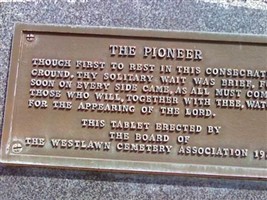 THE PIONEER
THOUGH FIRST TO REST IN THIS CONSECRAT
GROUND, THY SOLITARY WAIT WAS BRIEF, F
SOON ON EVERY SIDE CAME, AS ALL MUST COM
THOSE WHO WILL, TOGETHER WITH THEE, WAT
FOR THE APPEARING OF THE LORD.
THIS TABLET ERECTED BY
THE BOARD OF
THE WESTLAWN CEMETERY ASSOCIATION 19